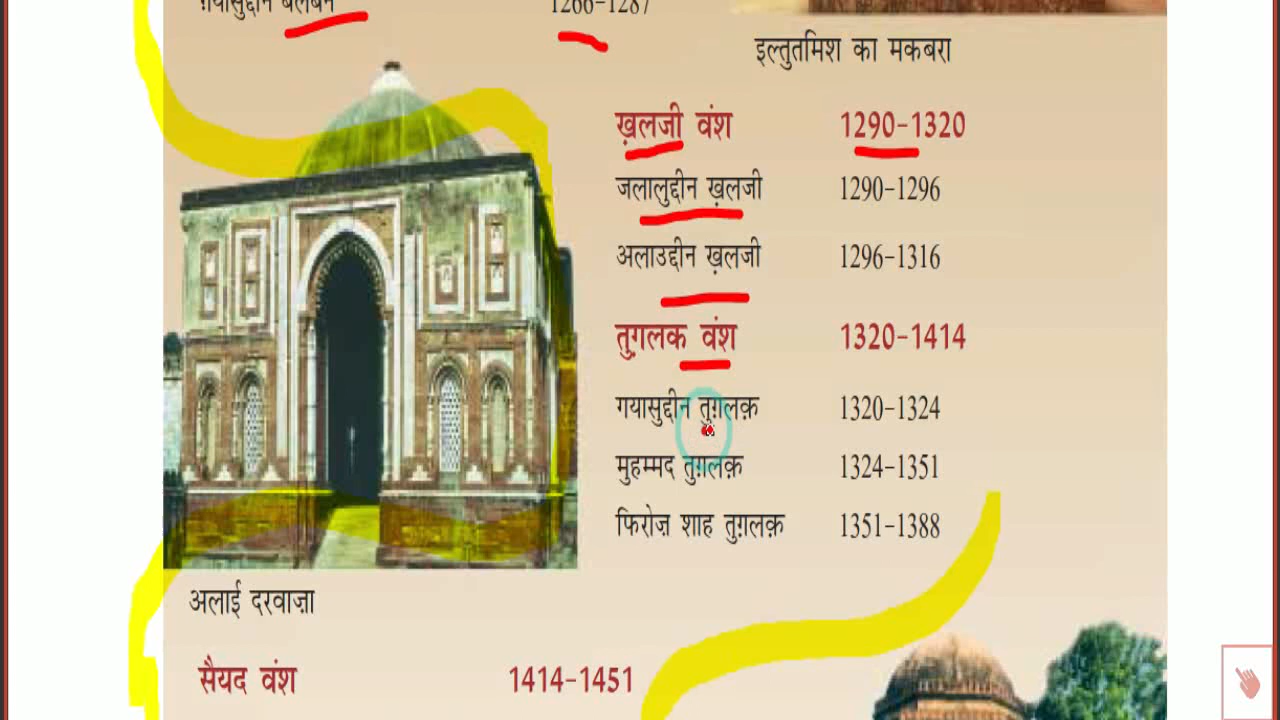 ग़यासुद्दीन बलबन 1266-1287
इल्तुतमिश का मकबरा
ख़लजी वंश 1290-1320
जलालुद्दीन ख़लजी 1290-1296
अलाउद्दीन ख़लजी 1296-1316
तुग़लक वंश 1320-1414
गयासुद्दीन तुग़लक़ 1320-1324
मुहम्मद तुग़लक़ 1324-1351
फिरोज़ शाह तुग़लक़ 1351-1388
अलाई दरवाज़ा
सैयद वंश 1414-1451